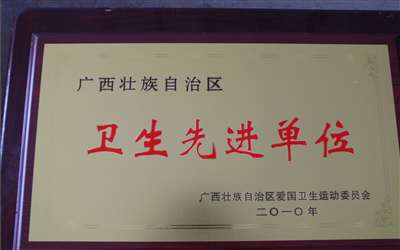 广西壮族自治区
卫生先进单位
广西壮族自治区爱国卫生运动委员会
二〇一〇年